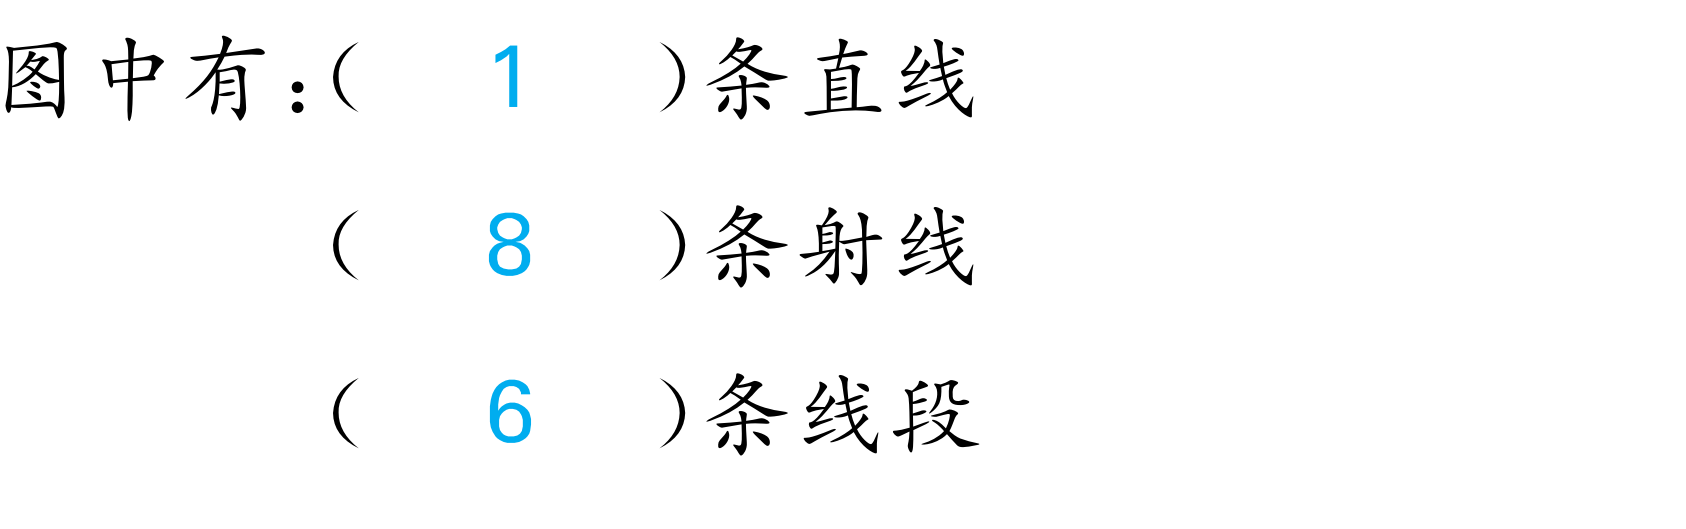 图中有：（ 1 ）条直线
（ 8 ）条射线
（ 6 ）条线段